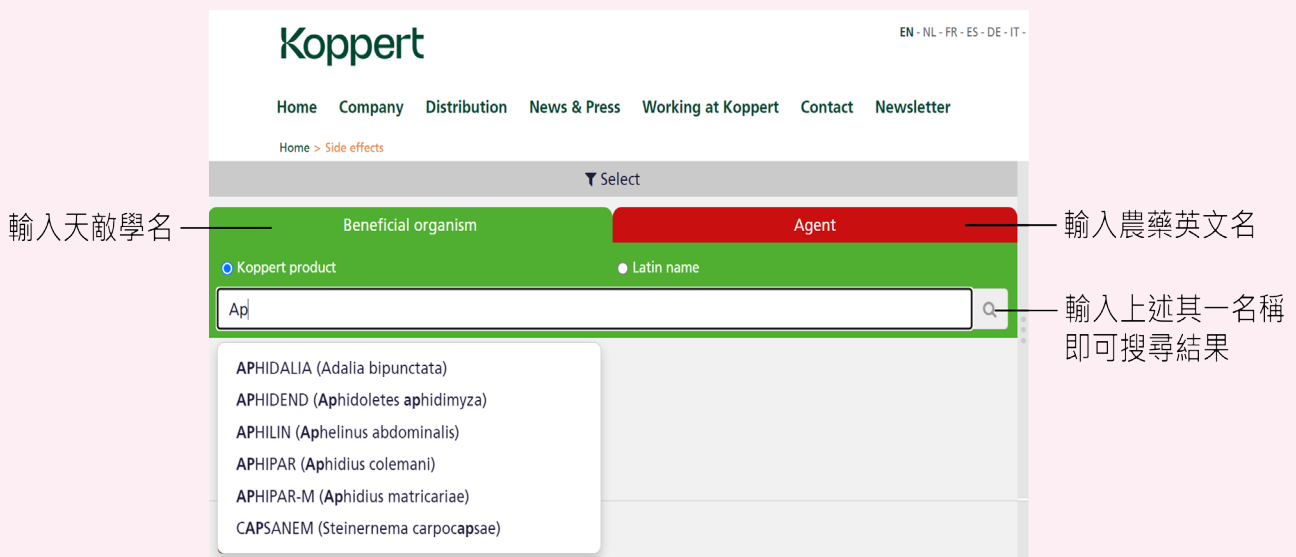 Koppert
EN - NL - FR - ES - DE - IT -
Home Company Distribution News & Press Working at Koppert Contact Newsletter
Home > Side effects
Select
輸入天敵學名
Beneficial organism
Agent
輸入農藥英文名
Koppert product
Latin name
Ap
輸入上述其一名稱
即可搜尋結果
APHIDALIA (Adalia bipunctata)
APHIDEND (Aphidoletes aphidimyza)
APHILIN (Aphelinus abdominalis)
APHIPAR (Aphidius colemani)
APHIPAR-M (Aphidius matricariae)
CAPSANEM (Steinernema carpocapsae)